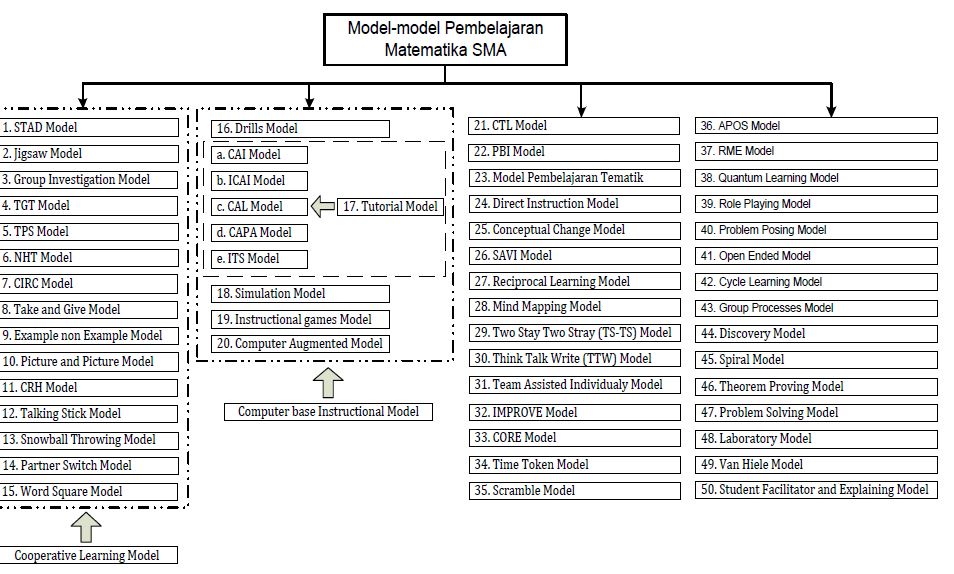 Model-model Pembelajaran
Matematika SMA
1. STAD Model
2. Jigsaw Model
3. Group Investigation Model
4. TGT Model
5. TPS Model
6. NHT Model
7. CIRC Model
8. Take and Give Model
9. Example non Example Model
10. Picture and Picture Model
11. CRH Model
12. Talking Stick Model
13. Snowball Throwing Model
14. Partner Switch Model
15. Word Square Model
Cooperative Learning Model
16. Drills Model
a. CAI Model
b. ICAI Model
c. CAL Model
d. CAPA Model
e. ITS Model
17. Tutorial Model
18. Simulation Model
19. Instructional games Model
20. Computer Augmented Model
Computer base Instructional Model
21. CTL Model
22. PBI Model
23. Model Pembelajaran Tematik
24. Direct Instruction Model
25. Conceptual Change Model
26. SAVI Model
27. Reciprocal Learning Model
28. Mind Mapping Model
29. Two Stay Two Stray (TS-TS) Model
30. Think Talk Write (TTW) Model
31. Team Assisted Individualy Model
32. IMPROVE Model
33. CORE Model
34. Time Token Model
35. Scramble Model
36. APOS Model
37. RME Model
38. Quantum Learning Model
39. Role Playing Model
40. Problem Posing Model
41. Open Ended Model
42. Cycle Learning Model
43. Group Processes Model
44. Discovery Model
45. Spiral Model
46. Theorem Proving Model
47. Problem Solving Model
48. Laboratory Model
49. Van Hiele Model
50. Student Facilitator and Explaining Model